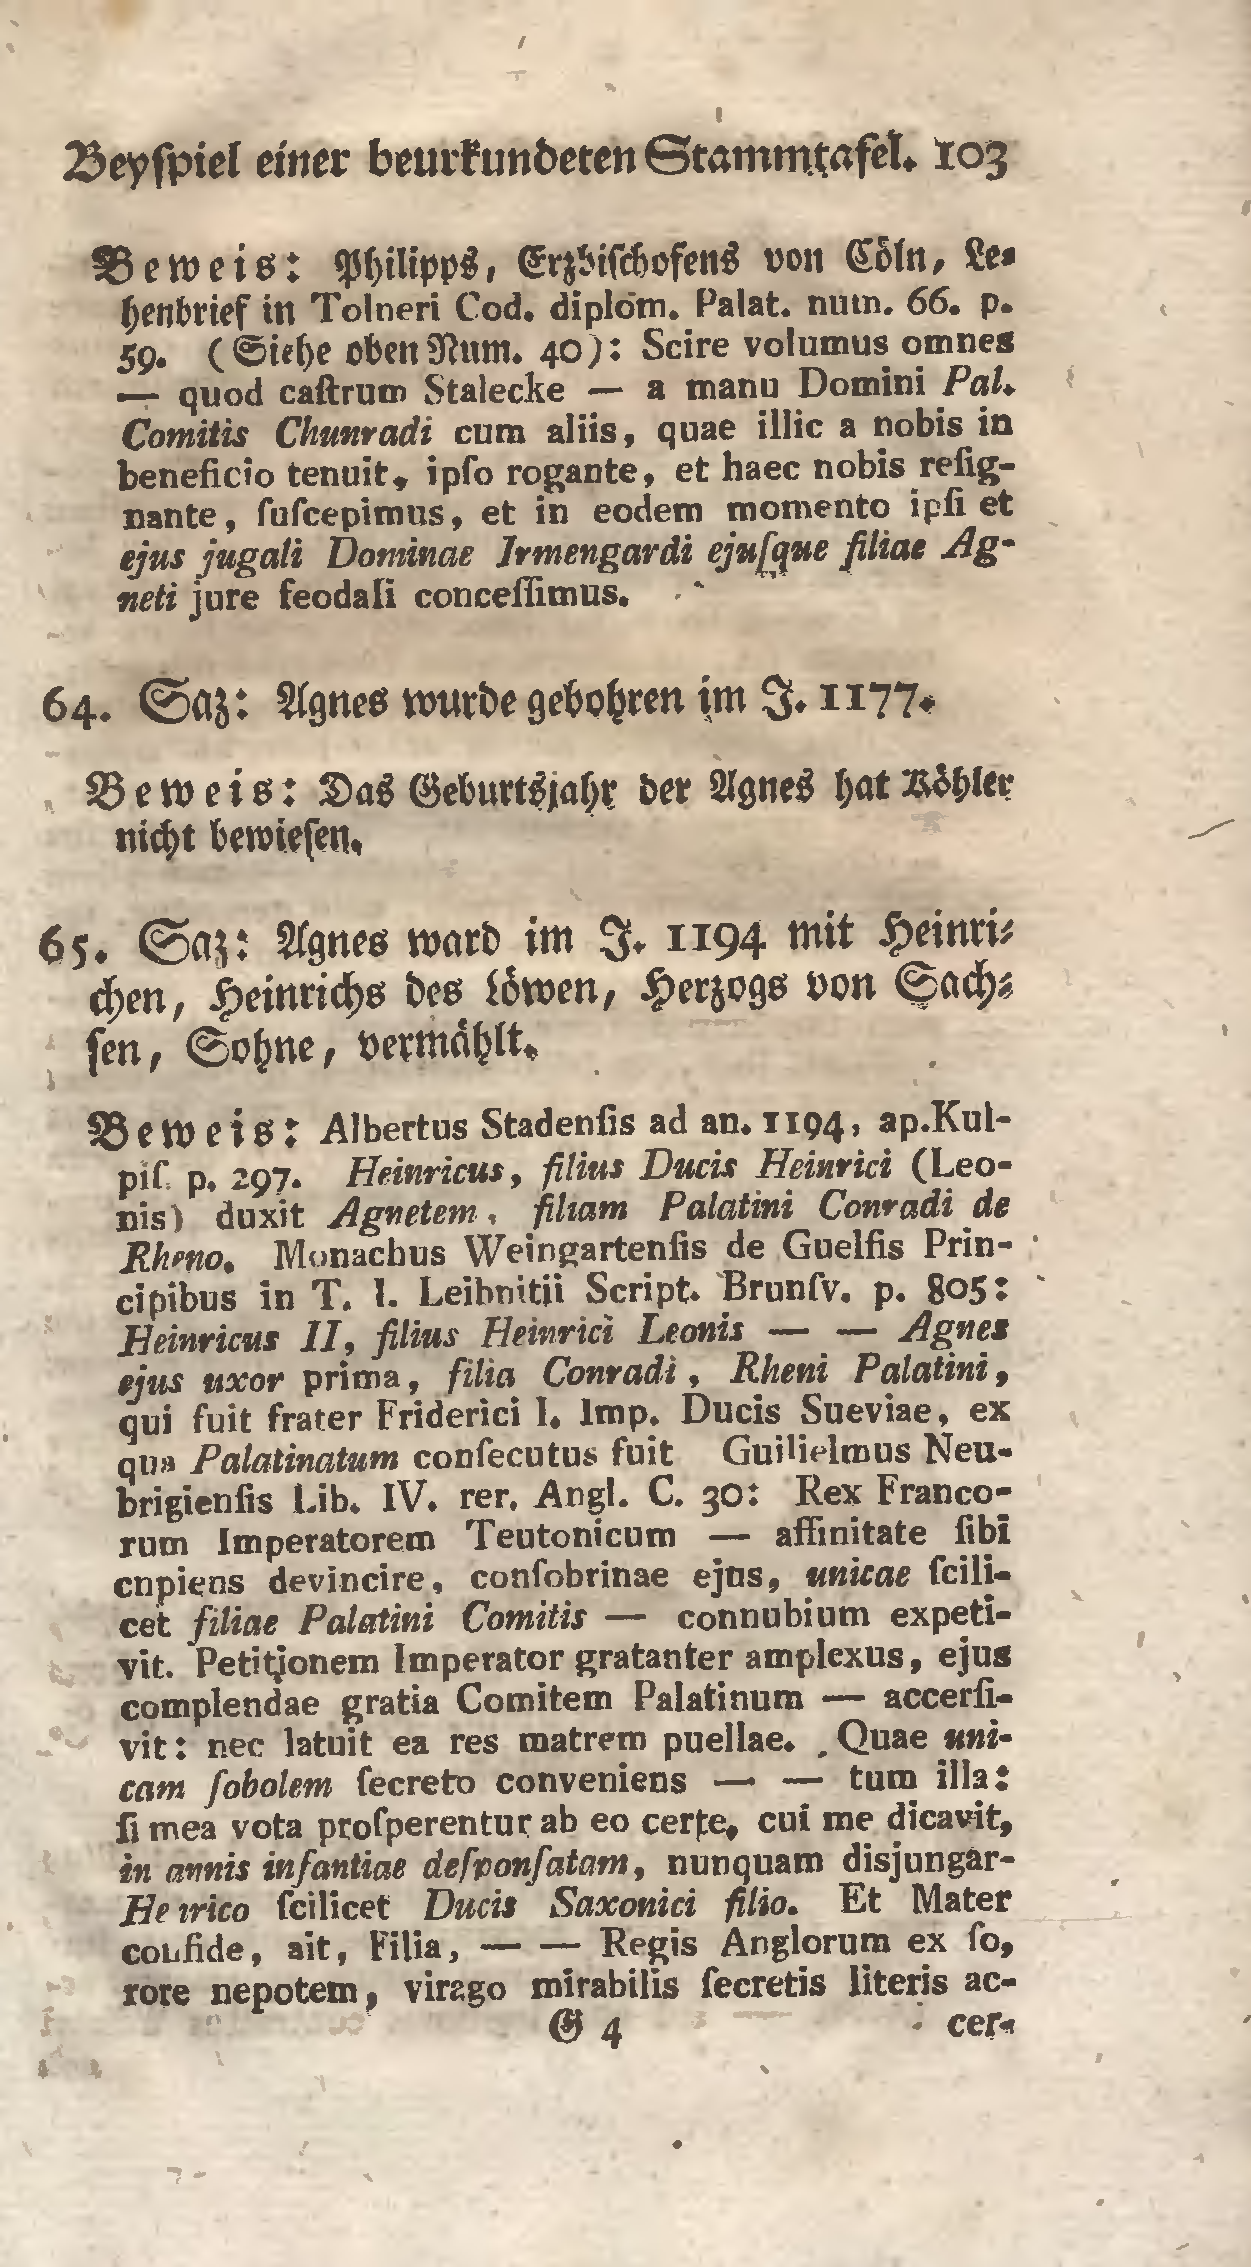 Beyſpiel einer beurkundeten Stammtafel. 103
Beweis: Philipps, Erzbiſchofens von Cöln, Le-
henbrief in Tolneri Cod. diplom. Palat. num. 66. p.
59. (Siehe oben Num. 40): Scire volumus omnes
— quod caſtrum Stalecke — a manu Domini Pal.
Comitis Chunradi cum aliis, quae illic a nobis in
beneficio tenuit, ipſo rogante, et haec nobis reſig-
nante, ſuſcepimus, et in eodem momento ipſi et
ejus jugali Dominae Irmengardi ejuſque filiae Ag-
neti jure feodali conceſſimus.
64. Saz: Agnes wurde gebohren im J. 1177.
Beweis: Das Geburtsjahr der Agnes hat Köhler
nicht bewieſen.
65. Saz: Agnes ward im J. 1194 mit Heinri-
chen, Heinrichs des Löwen, Herzogs von Sach-
ſen, Sohne, vermählt.
Beweis: Albertus Stadenſis ad an. 1194, ap. Kul-
piſ. p. 297. Heinricus, filius Ducis Heinrici (Leo-
nis) duxit Agnetem, filiam Palatini Conradi de
Rheno. Monachus Weingartenſis de Guelfis Prin-
cipibus in T. I. Leibnitii Script. Brunſv. p. 805:
Heinricus II, filius Heinrici Leonis — — Agnes
ejus uxor prima, filia Conradi, Rheni Palatini,
qui fuit frater Friderici I. Imp. Ducis Sueviae, ex
qua Palatinatum conſecutus fuit Guilielmus Neu-
brigienſis Lib. IV. rer. Angl. C. 30: Rex Franco-
rum Imperatorem Teutonicum — affinitate ſibi
cnpiens devincire, conſobrinae ejus, unicae ſcili-
cet filiae Palatini Comitis — connubium expeti-
vit. Petitionem Imperator gratanter amplexus, ejus
complendae gratia Comitem Palatinum — accerſi-
vit: nec latuit ea res matrem puellae. Quae uni-
cam ſobolem ſecreto conveniens — — tum illa:
ſi mea vota proſperentur ab eo certe, cui me dicavit,
in annis infantiae deſponſatam, nunquam disjungar-
Henrico ſcilicet Ducis Saxonici filio. Et Mater
confide, ait, Filia, — — Regis Anglorum ex ſo,
rore nepotem, virago mirabilis ſecretis literis ac-
G 4 cer-